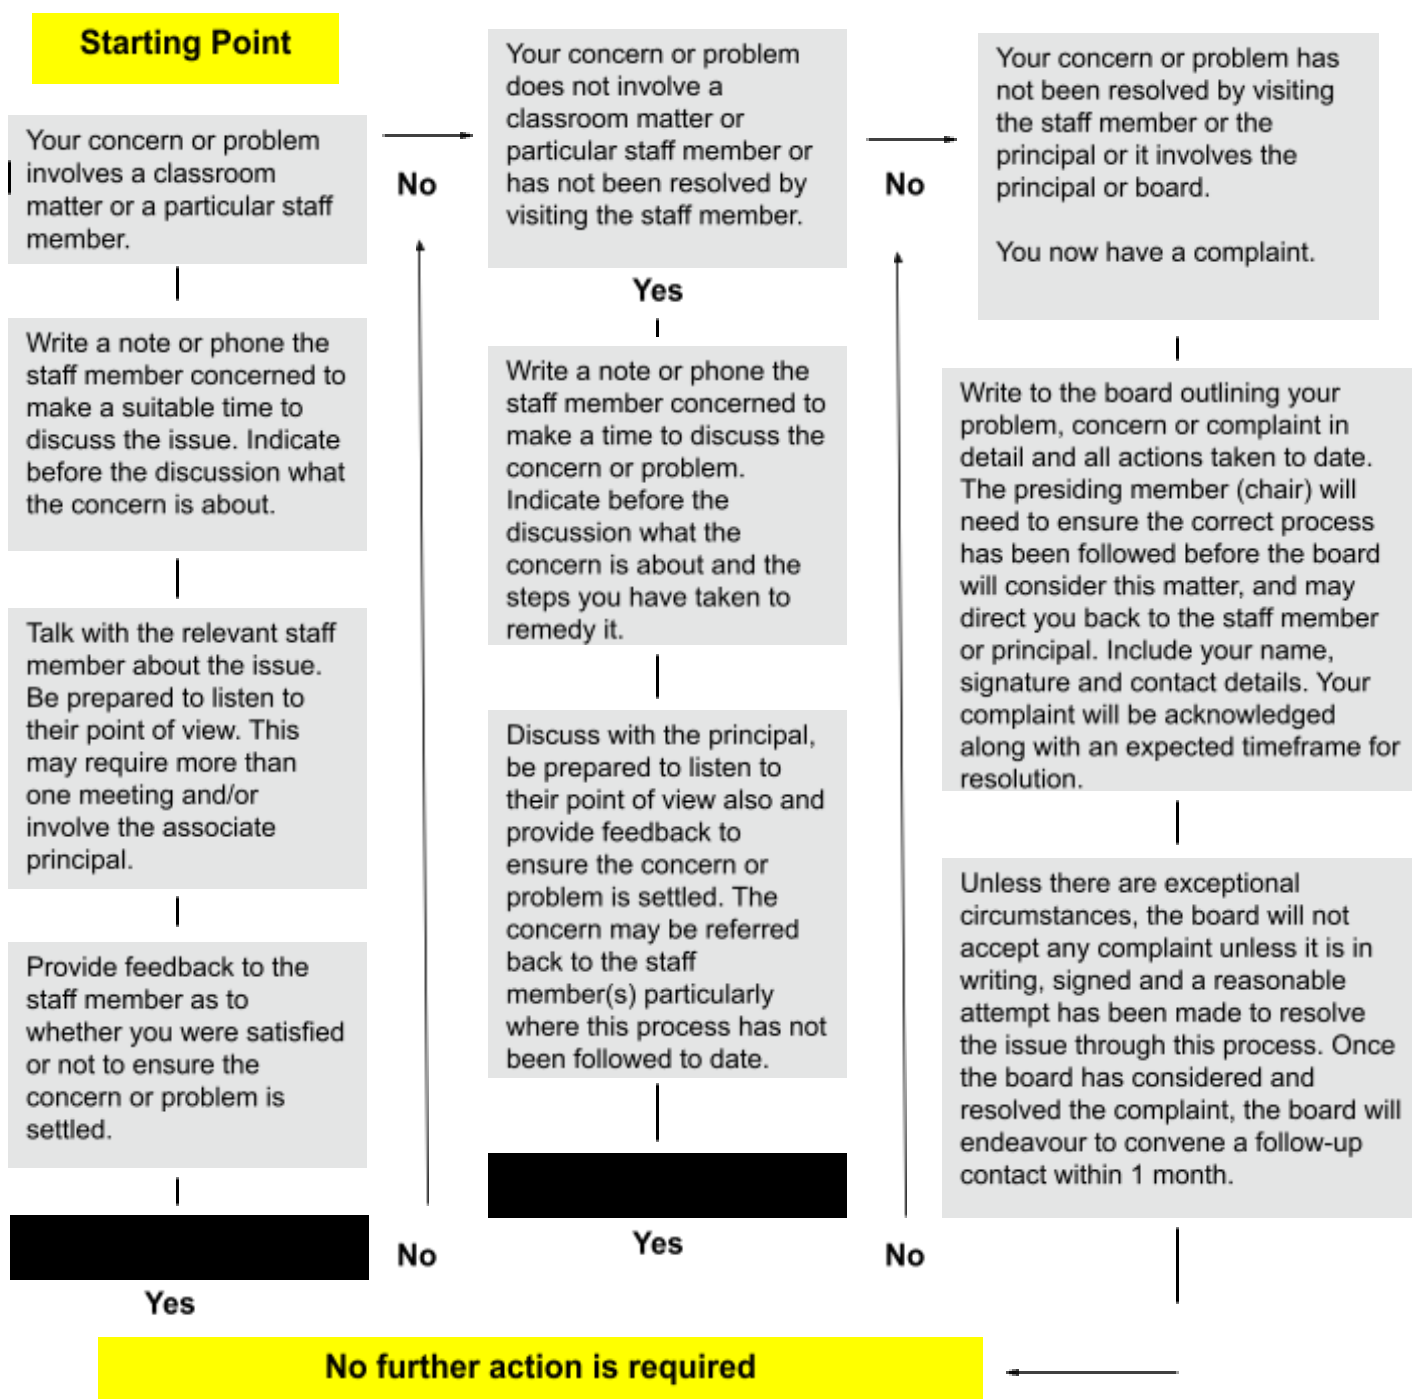 Starting Point
Your concern or problem
involves a classroom
matter or a particular staff
member.
Write a note or phone the
staff member concerned to
make a suitable time to
discuss the issue. Indicate
before the discussion what
the concern is about.
Talk with the relevant staff
member about the issue.
Be prepared to listen to
their point of view. This
may require more than
one meeting and/or
involve the associate
principal.
Provide feedback to the
staff member as to
whether you were satisfied
or not to ensure the
concern or problem is
settled.
Yes
No
No
Your concern or problem
does not involve a
classroom matter or
particular staff member or
has not been resolved by
visiting the staff member.
Yes
Write a note or phone the
staff member concerned to
make a time to discuss the
concern or problem.
Indicate before the
discussion what the
concern is about and the
steps you have taken to
remedy it.
Discuss with the principal,
be prepared to listen to
their point of view also and
provide feedback to
ensure the concern or
problem is settled. The
concern may be referred
back to the staff
member(s) particularly
where this process has not
been followed to date.
Yes
No
No
Your concern or problem has
not been resolved by visiting
the staff member or the
principal or it involves the
principal or board.
You now have a complaint.
Write to the board outlining your
problem, concern or complaint in
detail and all actions taken to date.
The presiding member (chair) will
need to ensure the correct process
has been followed before the board
will consider this matter, and may
direct you back to the staff member
or principal. Include your name,
signature and contact details. Your
complaint will be acknowledged
along with an expected timeframe for
resolution.
Unless there are exceptional
circumstances, the board will not
accept any complaint unless it is in
writing, signed and a reasonable
attempt has been made to resolve
the issue through this process. Once
the board has considered and
resolved the complaint, the board will
endeavour to convene a follow-up
contact within 1 month.
No further action is required